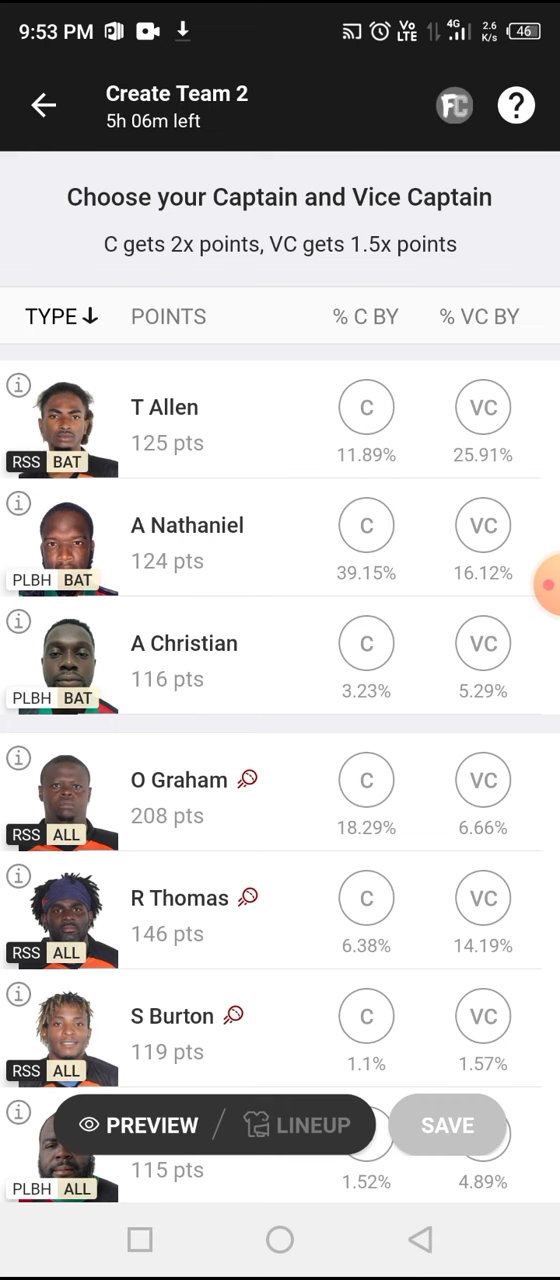 9:53 PM
Vo LTE
4G
2.6 K/s
46
Create Team 2
5h 06m left
FC
?
Choose your Captain and Vice Captain
C gets 2x points, VC gets 1.5x points
TYPE POINTS % C BY % VC BY
T Allen
125 pts
C VC
11.89% 25.91%
RSS BAT
A Nathaniel
124 pts
C VC
39.15% 16.12%
PLBH BAT
A Christian
116 pts
C VC
3.23% 5.29%
PLBH BAT
O Graham
208 pts
C VC
18.29% 6.66%
RSS ALL
R Thomas
146 pts
C VC
6.38% 14.19%
RSS ALL
S Burton
119 pts
C VC
1.1% 1.57%
RSS ALL
PREVIEW / LINEUP SAVE
115 pts
1.52% 4.89%
PLBH ALL